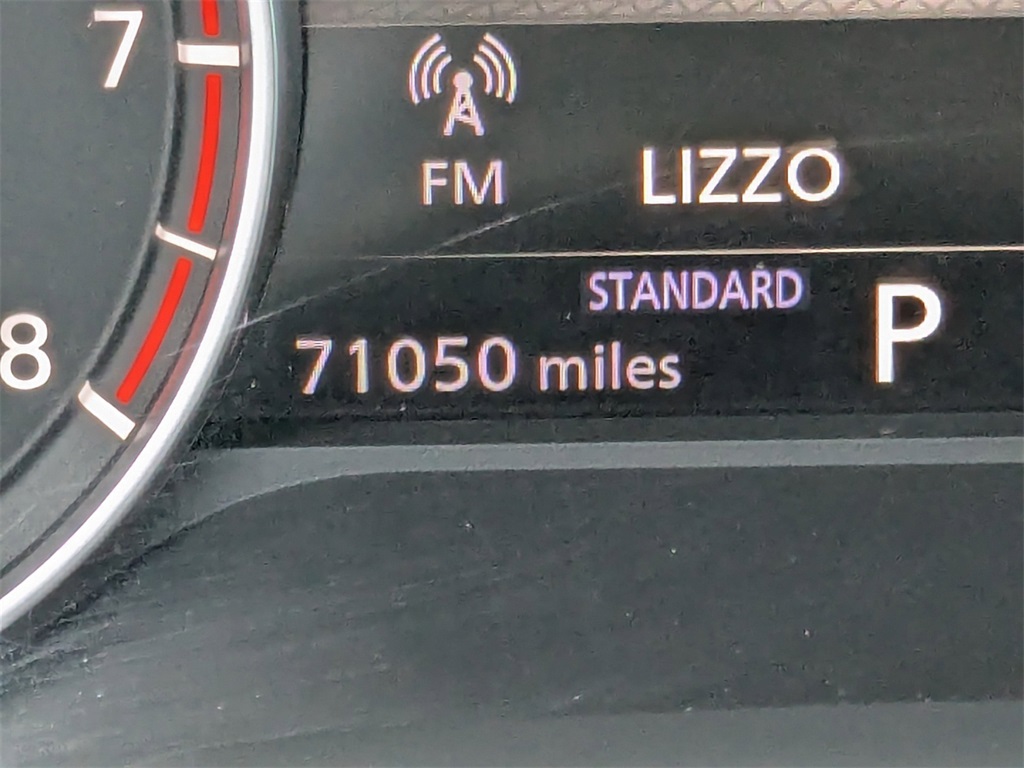 7
FM
LIZZO
STANDARD
P
8
71050 miles